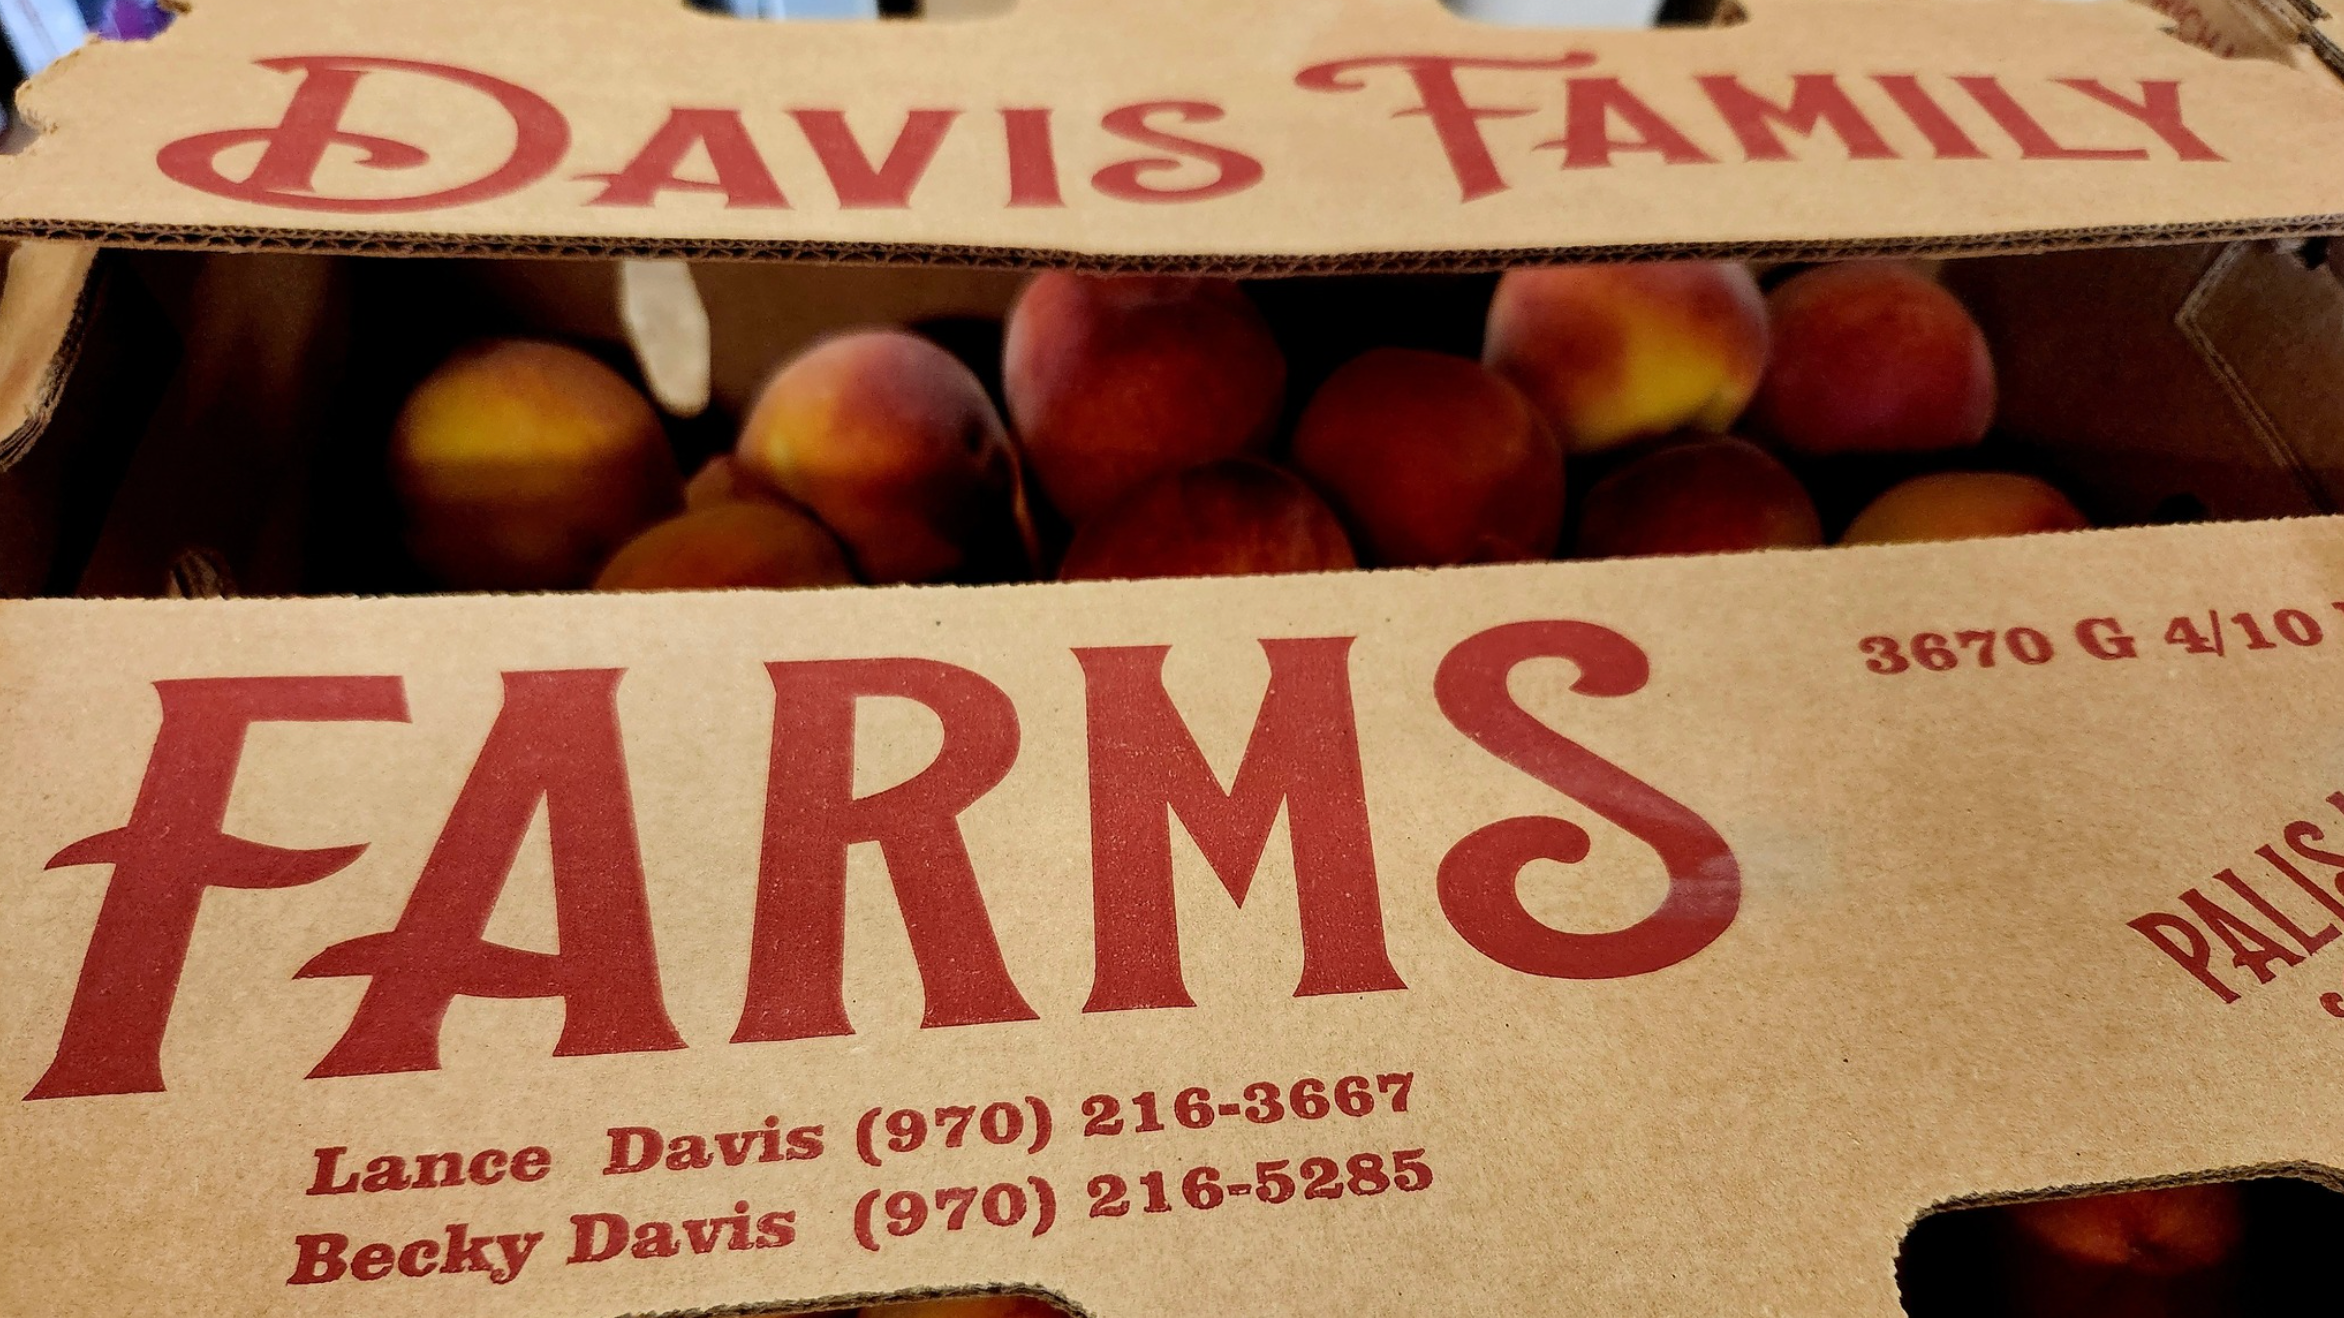 DAVIS FAMILY
FARMS
3670 G 4/10
Lance Davis (970) 216-3667
Becky Davis (970) 216-5285